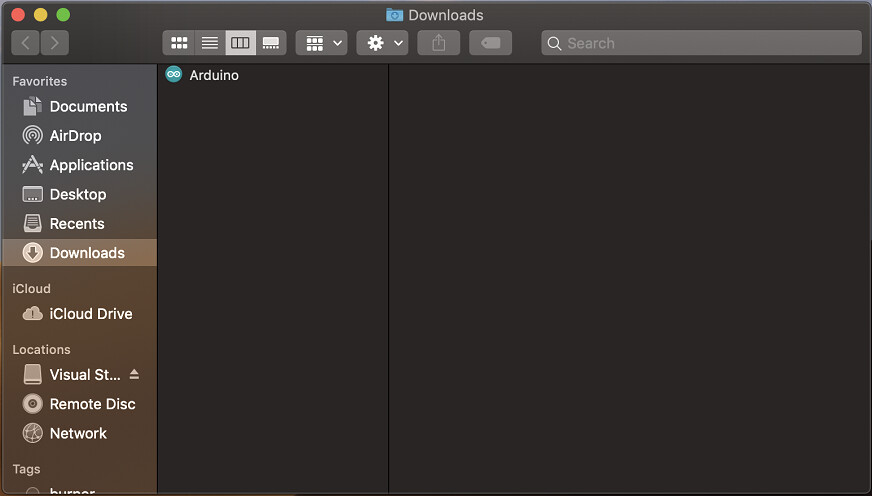 Downloads
Search
Favorites
Documents
AirDrop
Applications
Desktop
Recents
Downloads
iCloud
iCloud Drive
Locations
Visual St...
Remote Disc
Network
Tags
burner
Arduino